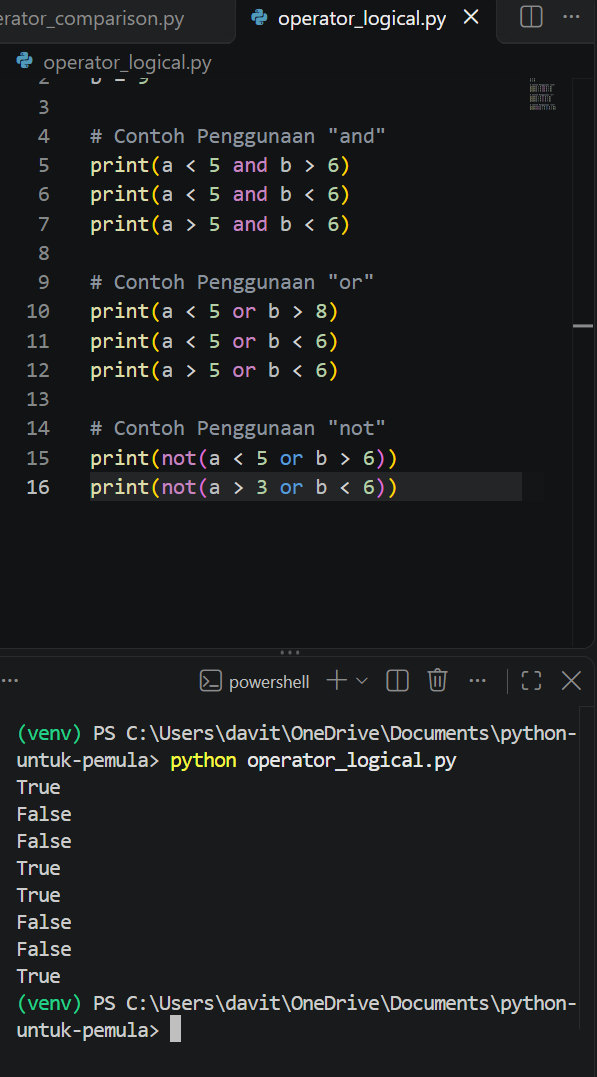 erator_comparison.py operator_logical.py
operator_logical.py
2 b = 9
3
4 # Contoh Penggunaan "and"
5 print(a < 5 and b > 6)
6 print(a < 5 and b < 6)
7 print(a > 5 and b < 6)
8
9 # Contoh Penggunaan "or"
10 print(a < 5 or b > 8)
11 print(a < 5 or b < 6)
12 print(a > 5 or b < 6)
13
14 # Contoh Penggunaan "not"
15 print(not(a < 5 or b > 6))
16 print(not(a > 3 or b < 6))
powershell
(venv) PS C:\Users\davit\OneDrive\Documents\python-
untuk-pemula> python operator_logical.py
True
False
False
True
True
False
False
True
(venv) PS C:\Users\davit\OneDrive\Documents\python-
untuk-pemula>